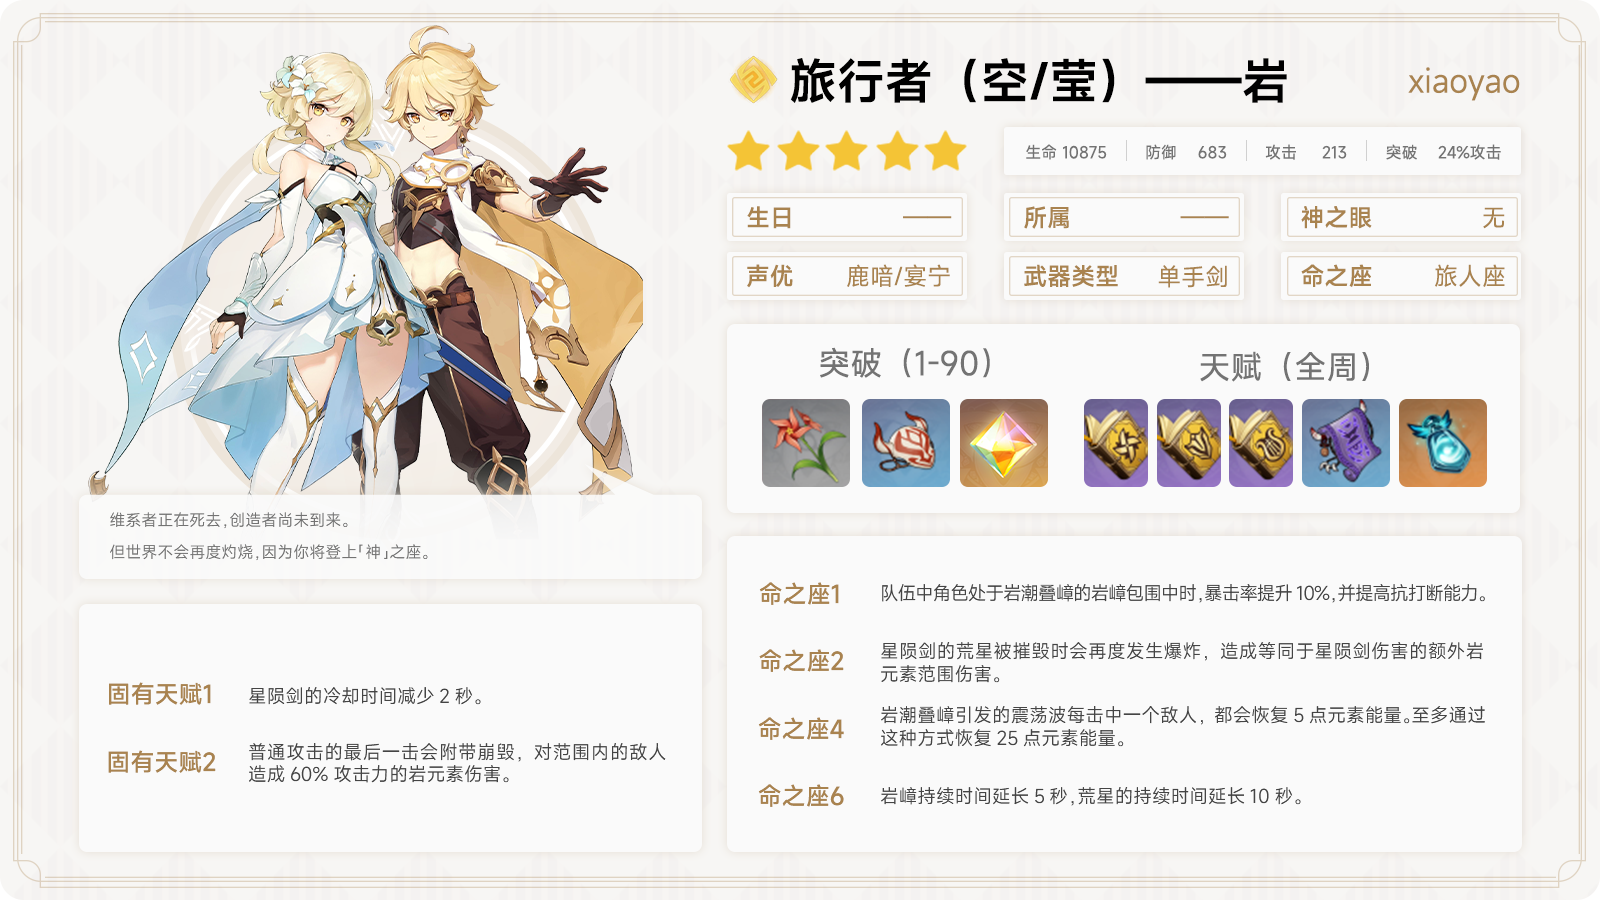 旅行者（空/莹）——岩
xiaoyao
生命 10875 防御 683 攻击 213 突破 24%攻击
生日 ——
所属 ——
神之眼 无
声优 鹿喑/宴宁
武器类型 单手剑
命之座 旅人座
突破（1-90）
天赋（全周）
维系者正在死去,创造者尚未到来。
但世界不会再度灼烧,因为你将登上「神」之座。
固有天赋1 星陨剑的冷却时间减少 2 秒。
固有天赋2 普通攻击的最后一击会附带崩毁，对范围内的敌人
造成 60% 攻击力的岩元素伤害。
命之座1 队伍中角色处于岩潮叠嶂的岩嶂包围中时,暴击率提升 10%,并提高抗打断能力。
命之座2 星陨剑的荒星被摧毁时会再度发生爆炸，造成等同于星陨剑伤害的额外岩
元素范围伤害。
命之座4 岩潮叠嶂引发的震荡波每击中一个敌人，都会恢复 5 点元素能量。至多通过
这种方式恢复 25 点元素能量。
命之座6 岩嶂持续时间延长 5 秒,荒星的持续时间延长 10 秒。